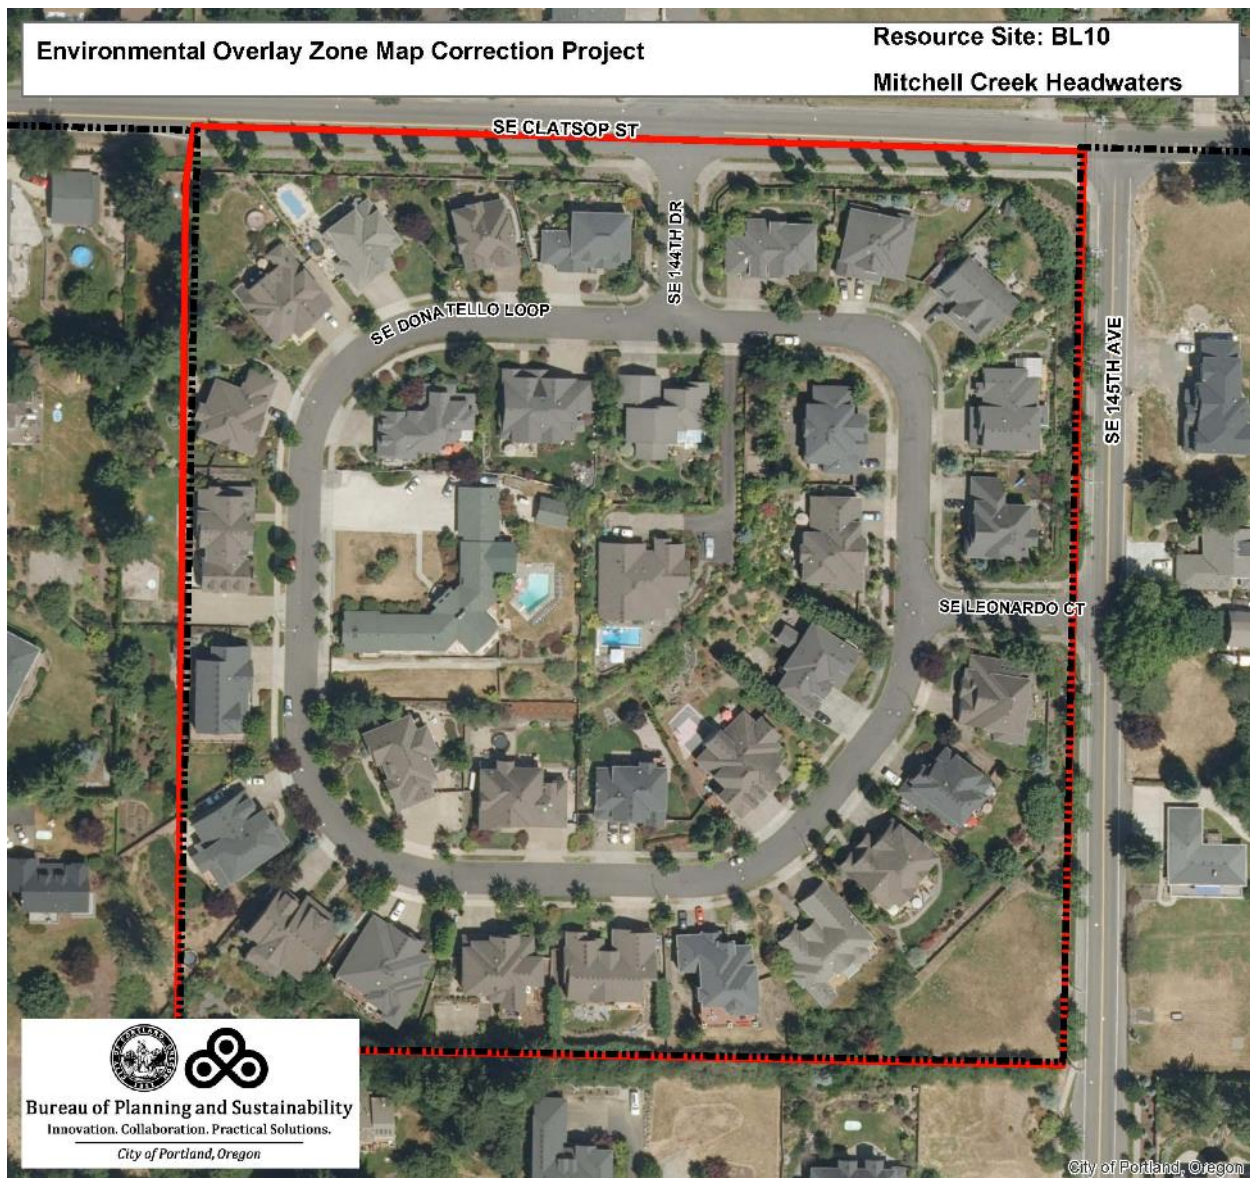 Environmental Overlay Zone Map Correction Project
Resource Site: BL10
Mitchell Creek Headwaters
SE CLATSOP ST
SE 144TH DR
SE DONATELLO LOOP
SE 145TH AVE
SE LEONARDO CT
Bureau of Planning and Sustainability
Innovation. Collaboration. Practical Solutions.
City of Portland, Oregon
City of Portland, Oregon